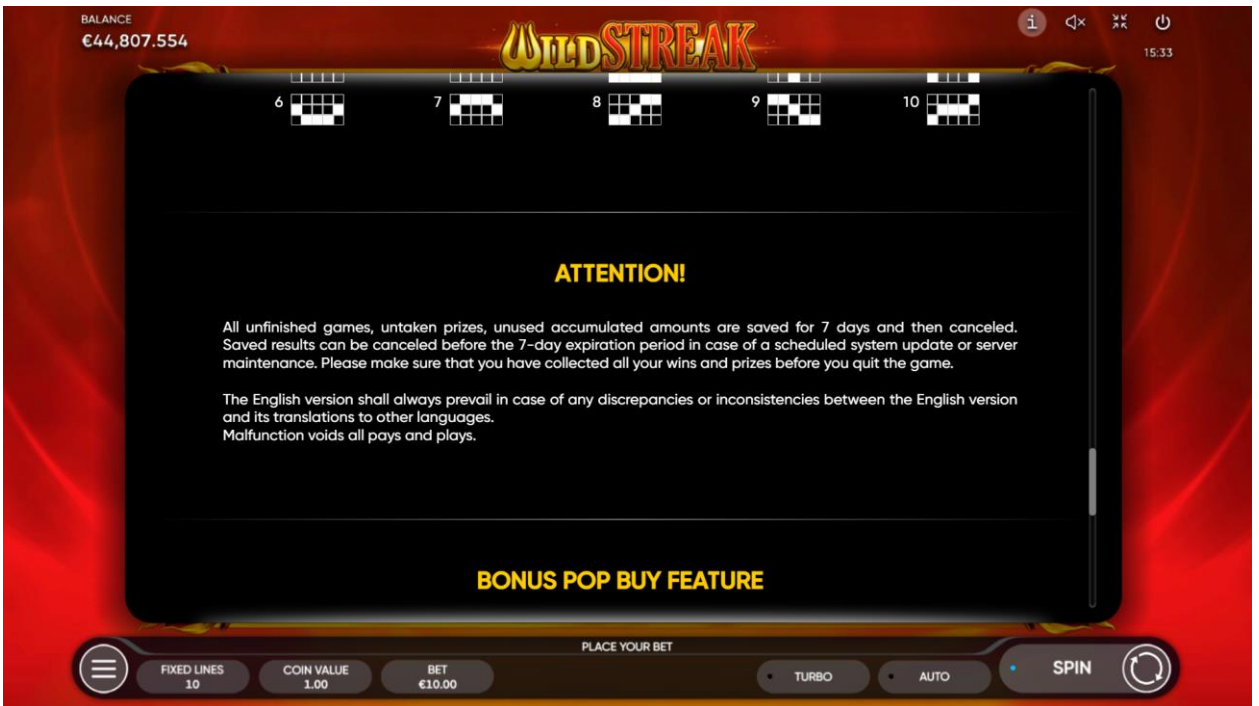 BALANCE
€44,807.554
WILDSTREAK
15:33
6 7 8 9 10
ATTENTION!
All unfinished games, untaken prizes, unused accumulated amounts are saved for 7 days and then canceled.
Saved results can be canceled before the 7-day expiration period in case of a scheduled system update or server
maintenance. Please make sure that you have collected all your wins and prizes before you quit the game.
The English version shall always prevail in case of any discrepancies or inconsistencies between the English version
and its translations to other languages.
Malfunction voids all pays and plays.
BONUS POP BUY FEATURE
PLACE YOUR BET
FIXED LINES
10
COIN VALUE
1.00
BET
€10.00
TURBO
AUTO
SPIN